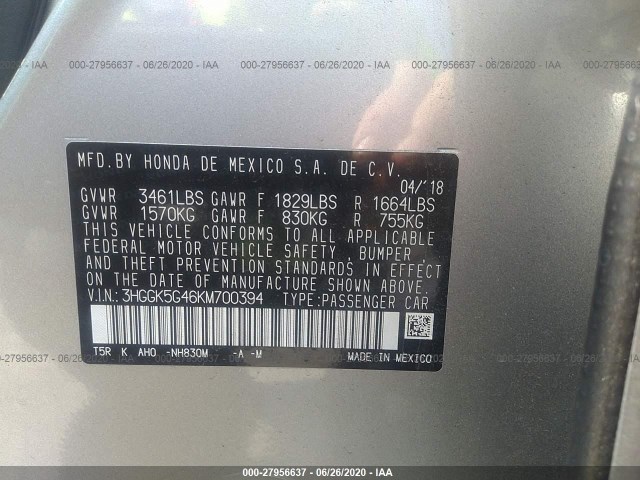 000-27956637 - 06/26/2020 - IAA
MFD.BY HONDA DE MEXICO S.A. DE C.V.
04/'18
GVWR 3461LBS GAWR F 1829LBS R 1664LBS
GVWR 1570KG GAWR F 830KG R 755KG
THIS VEHICLE CONFORMS TO ALL APPLICABLE
FEDERAL MOTOR VEHICLE SAFETY, BUMPER,
AND THEFT PREVENTION STANDARDS IN EFFECT
ON THE DATE OF MANUFACTURE SHOWN ABOVE.
V.I.N.: 3HGGK5G46KM700394 TYPE: PASSENGER CAR
T5R K AH0 -NH830M -A -M MADE IN MEXICO
000-27956637 - 06/26/2020 - IAA